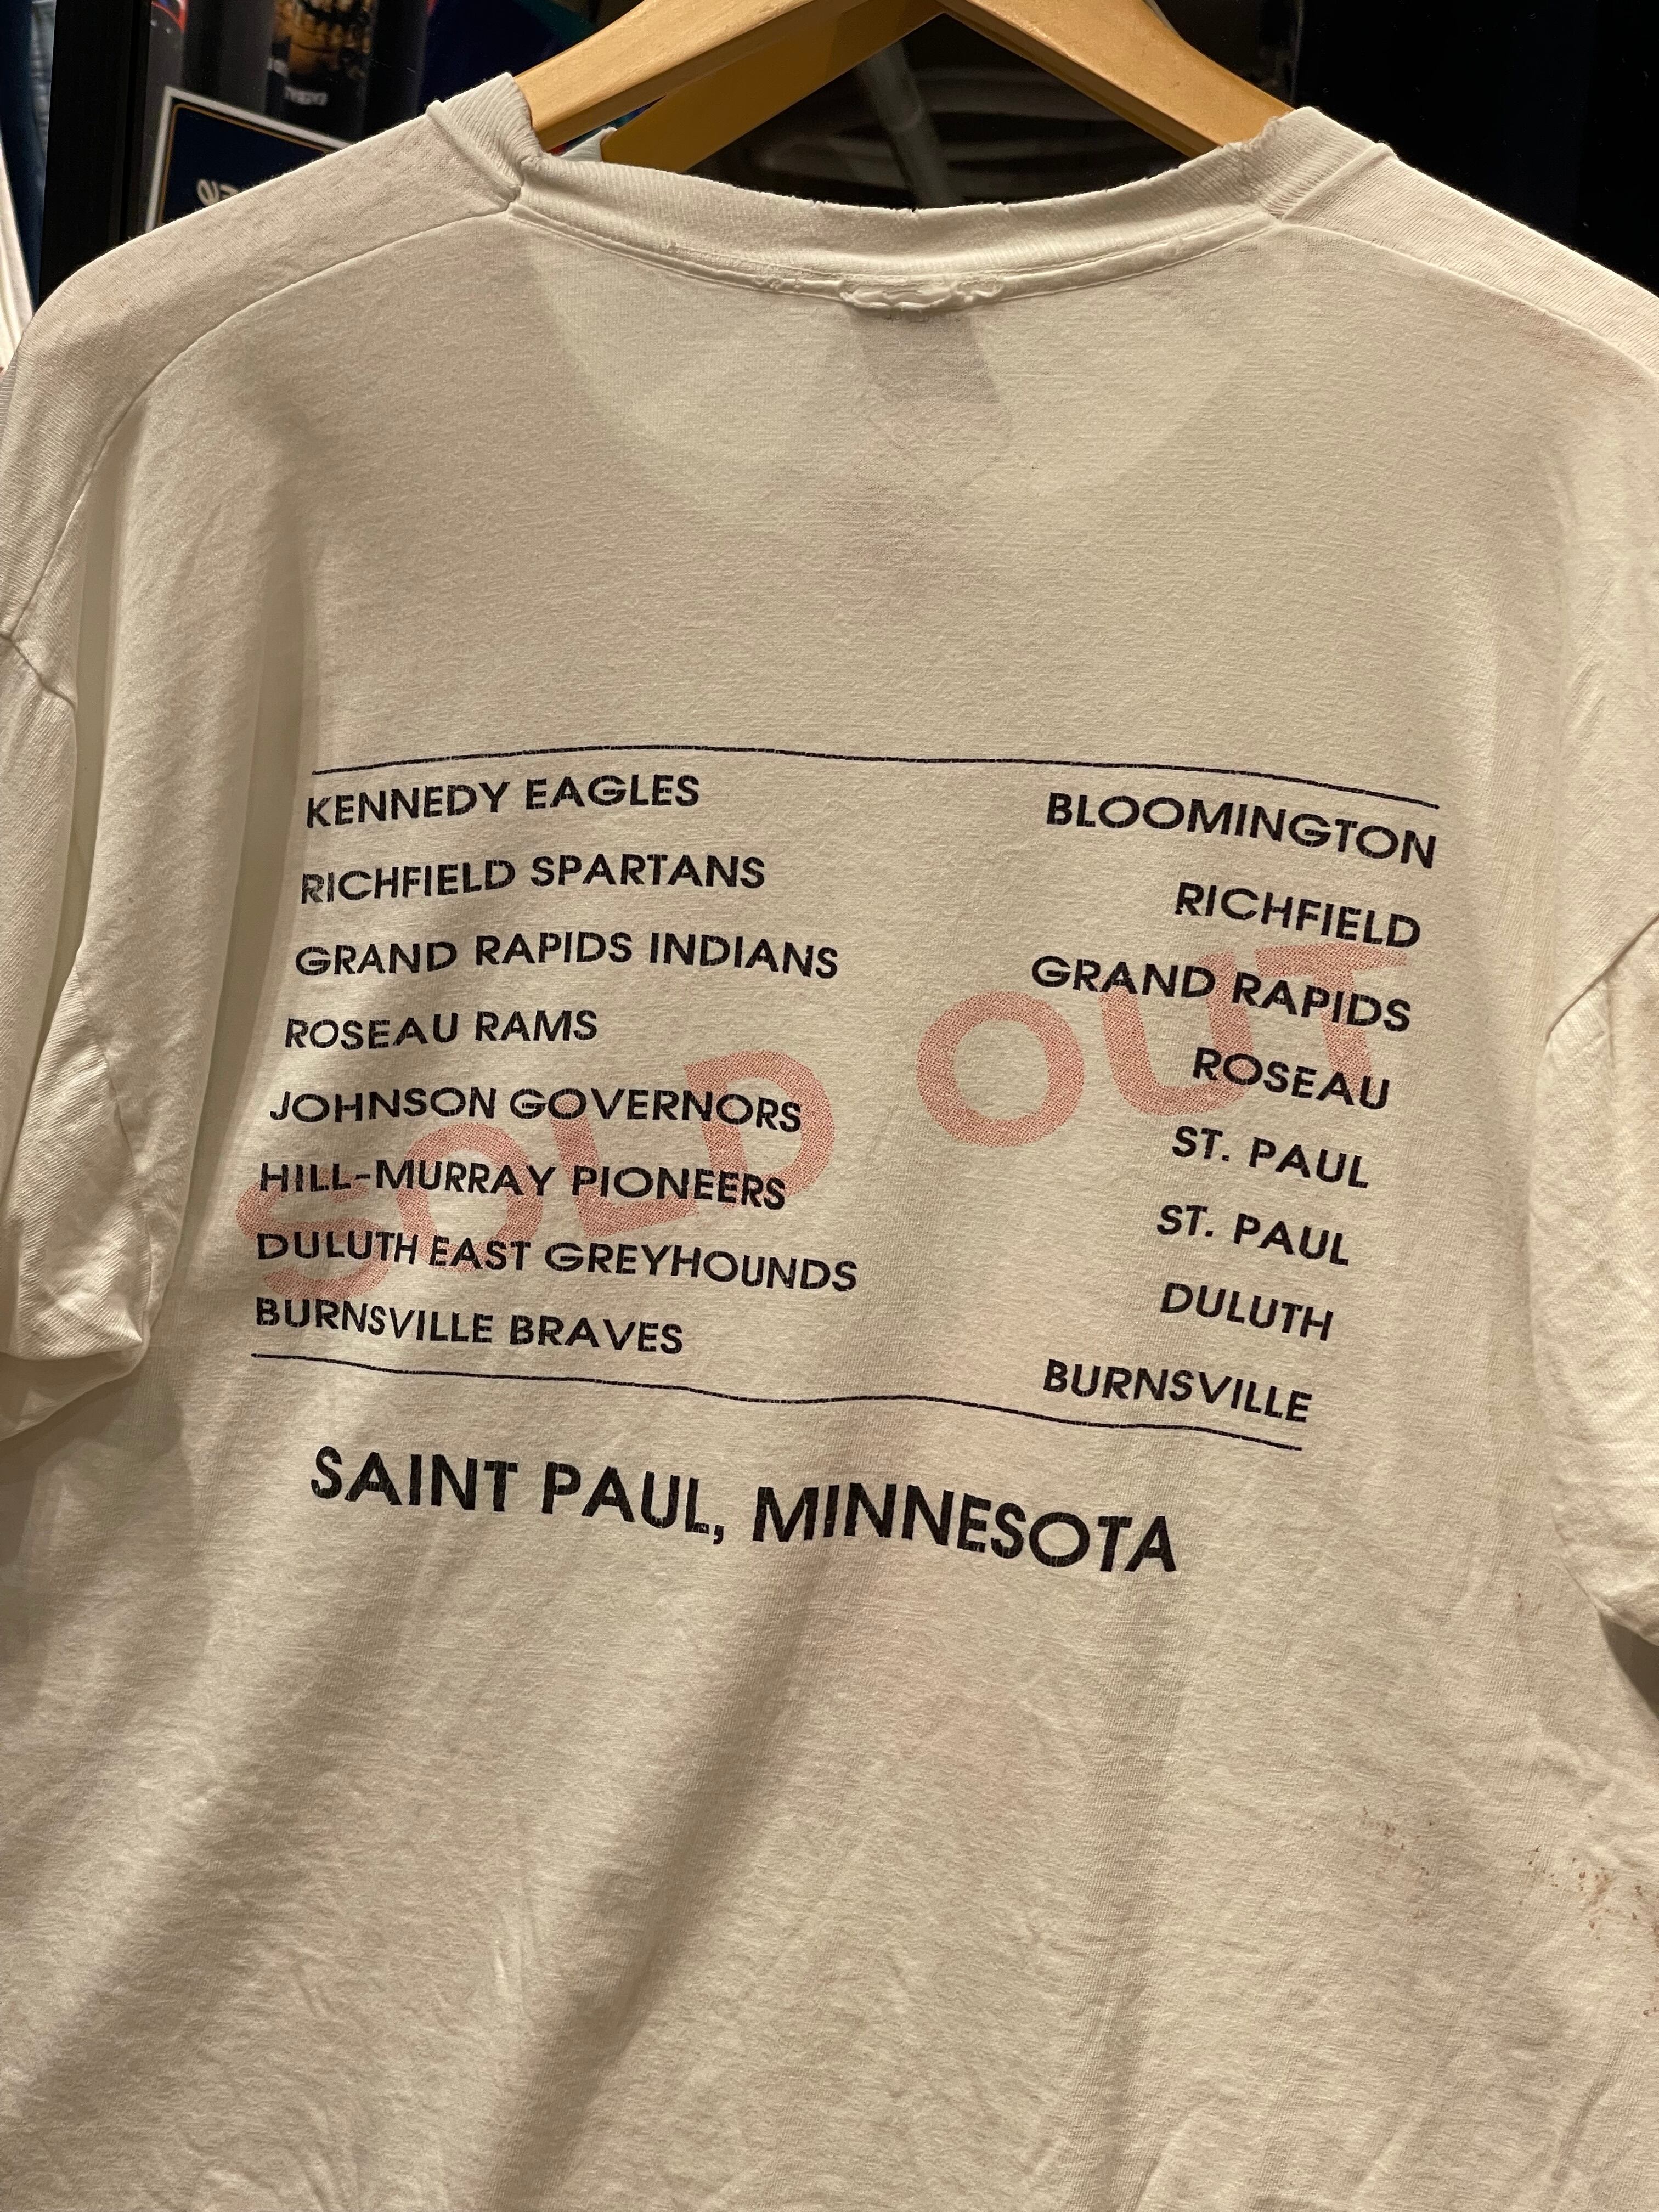 KENNEDY EAGLES BLOOMINGTON
RICHFIELD SPARTANS RICHFIELD
GRAND RAPIDS INDIANS GRAND RAPIDS
ROSEAU RAMS ROSEAU
JOHNSON GOVERNORS ST. PAUL
HILL-MURRAY PIONEERS ST. PAUL
DULUTH EAST GREYHOUNDS DULUTH
BURNSVILLE BRAVES BURNSVILLE
SOLD OUT
SAINT PAUL, MINNESOTA